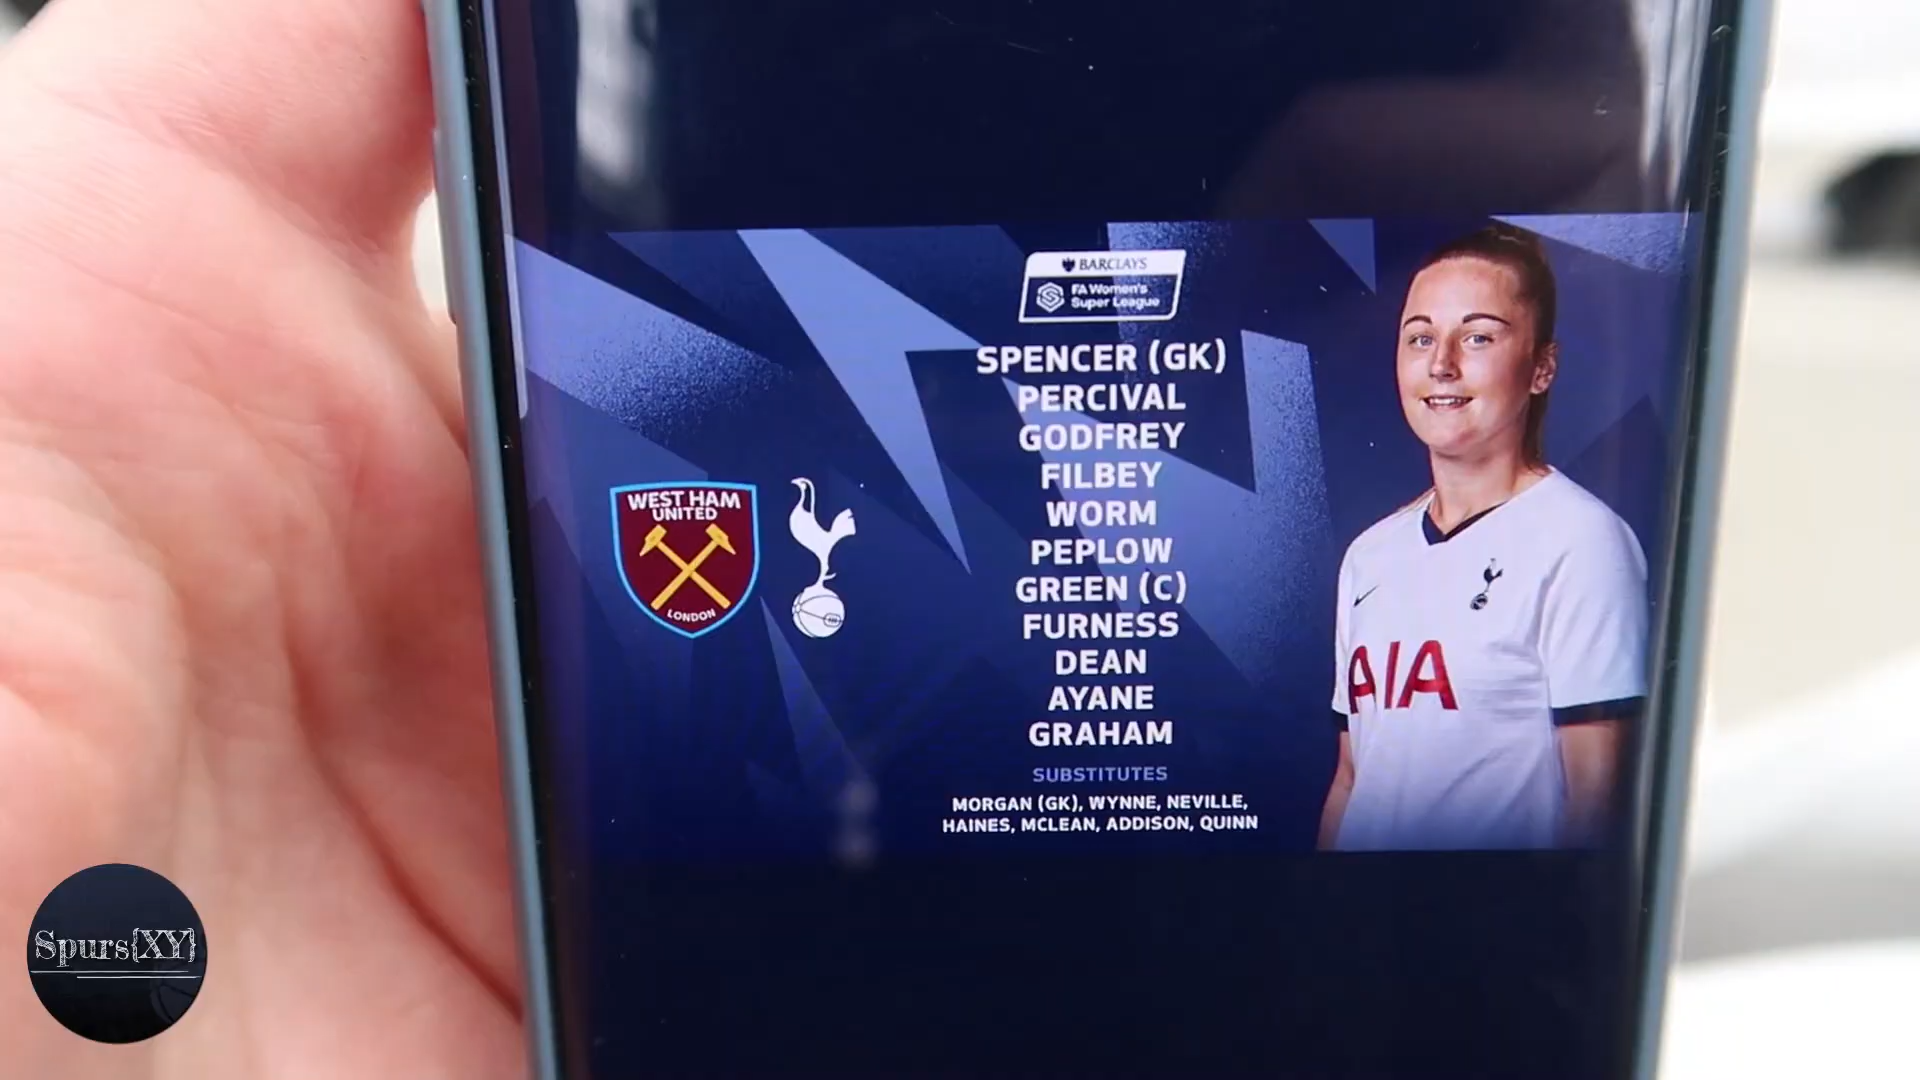 BARCLAYS
FA Women's
Super League
SPENCER (GK)
PERCIVAL
GODFREY
FILBEY
WORM
PEPLOW
GREEN (C)
FURNESS
DEAN
AYANE
GRAHAM
SUBSTITUTES
MORGAN (GK), WYNNE, NEVILLE,
HAINES, MCLEAN, ADDISON, QUINN
WEST HAM
UNITED
LONDON
AIA
Spurs{XY}